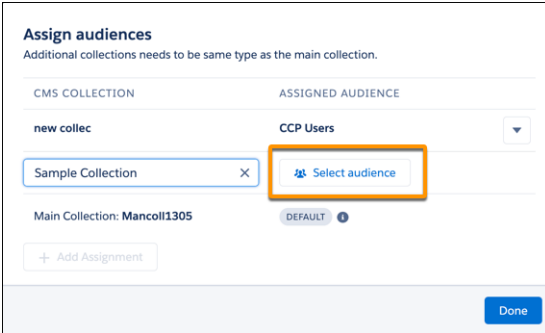 Assign audiences
Additional collections needs to be same type as the main collection.
CMS COLLECTION ASSIGNED AUDIENCE
new collec CCP Users
Sample Collection Select audience
Main Collection: Mancoll1305 DEFAULT
+ Add Assignment
Done